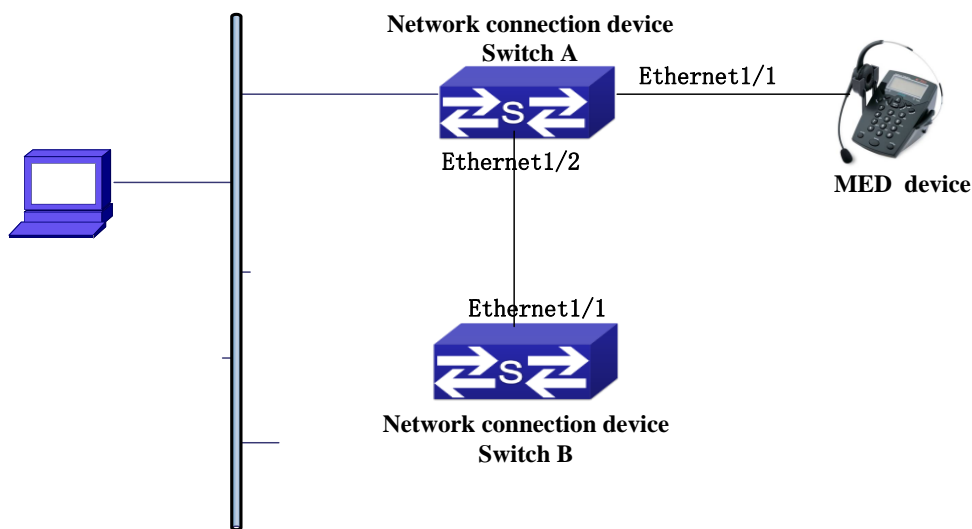 Network connection device
Switch A
Ethernet1/1
S
Ethernet1/2
MED device
Ethernet1/1
S
Network connection device
Switch B